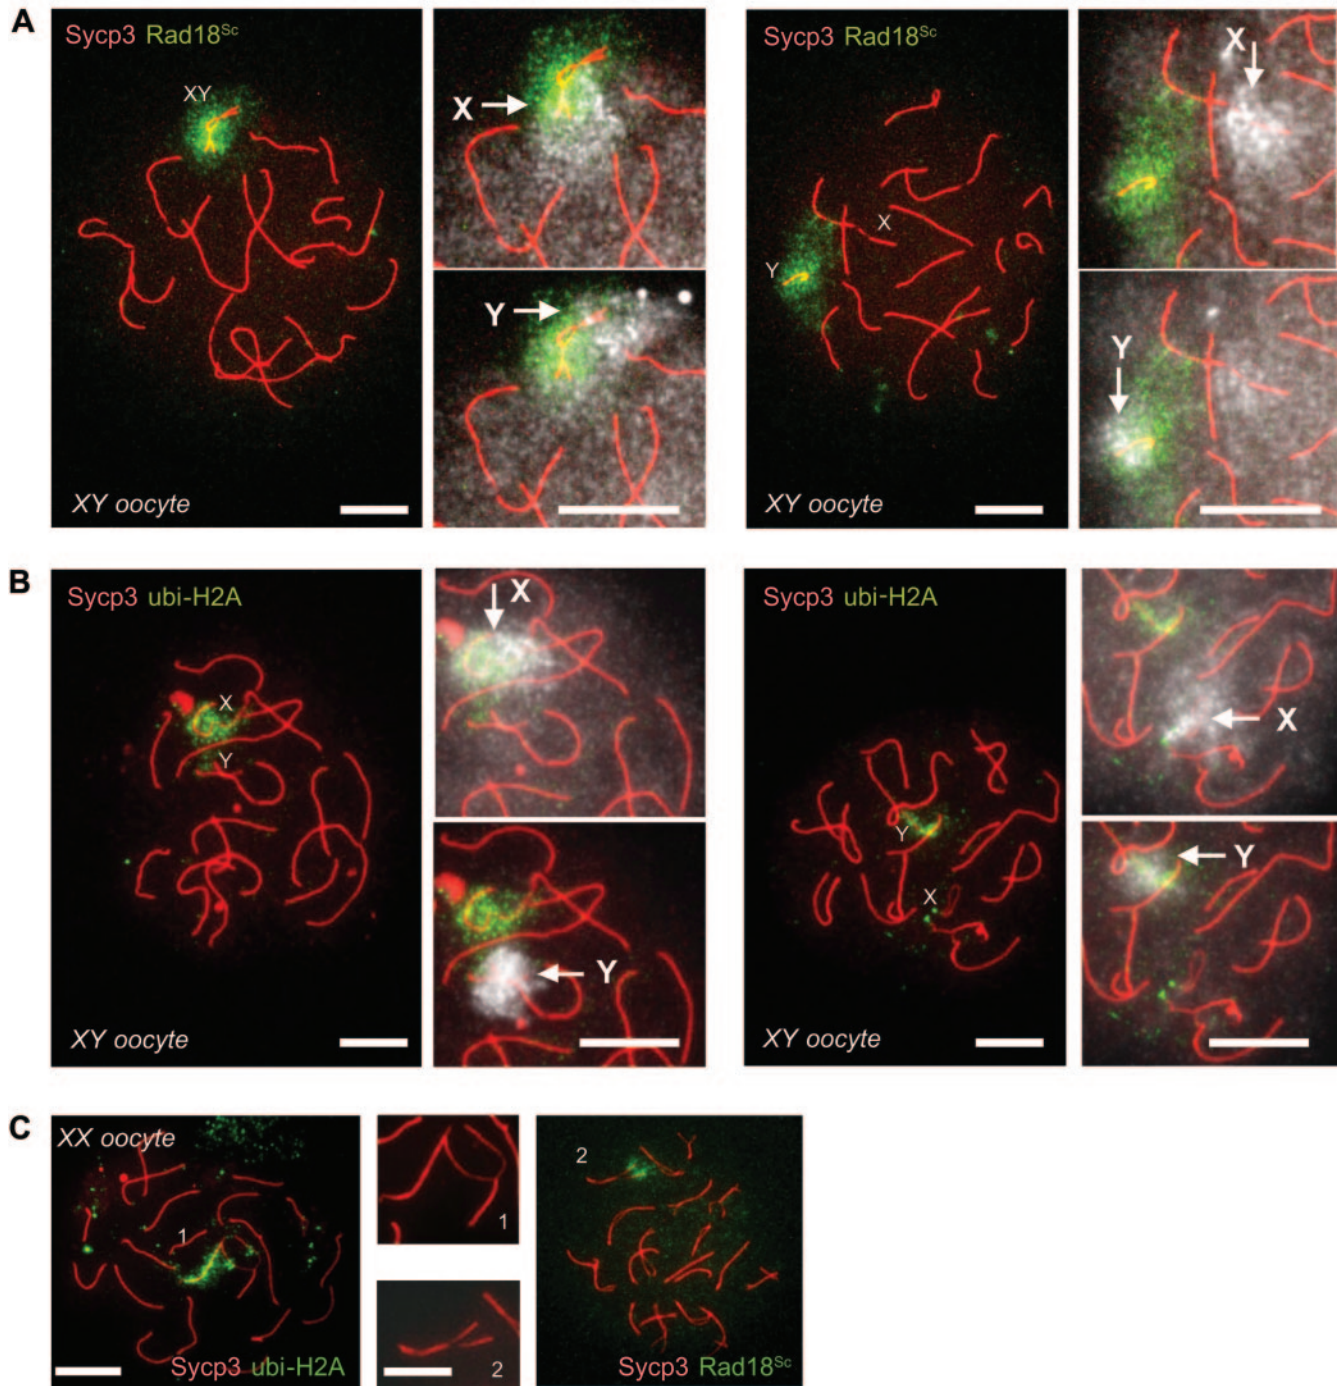 A
Sycp3 Rad18Sc
XY
XY oocyte
X
Y
Sycp3 Rad18Sc
X
Y
XY oocyte
X
Y
B
Sycp3 ubi-H2A
X
Y
XY oocyte
X
Y
Sycp3 ubi-H2A
Y
X
XY oocyte
X
Y
C
XX oocyte
1
Sycp3 ubi-H2A
1
2
2
Sycp3 Rad18Sc